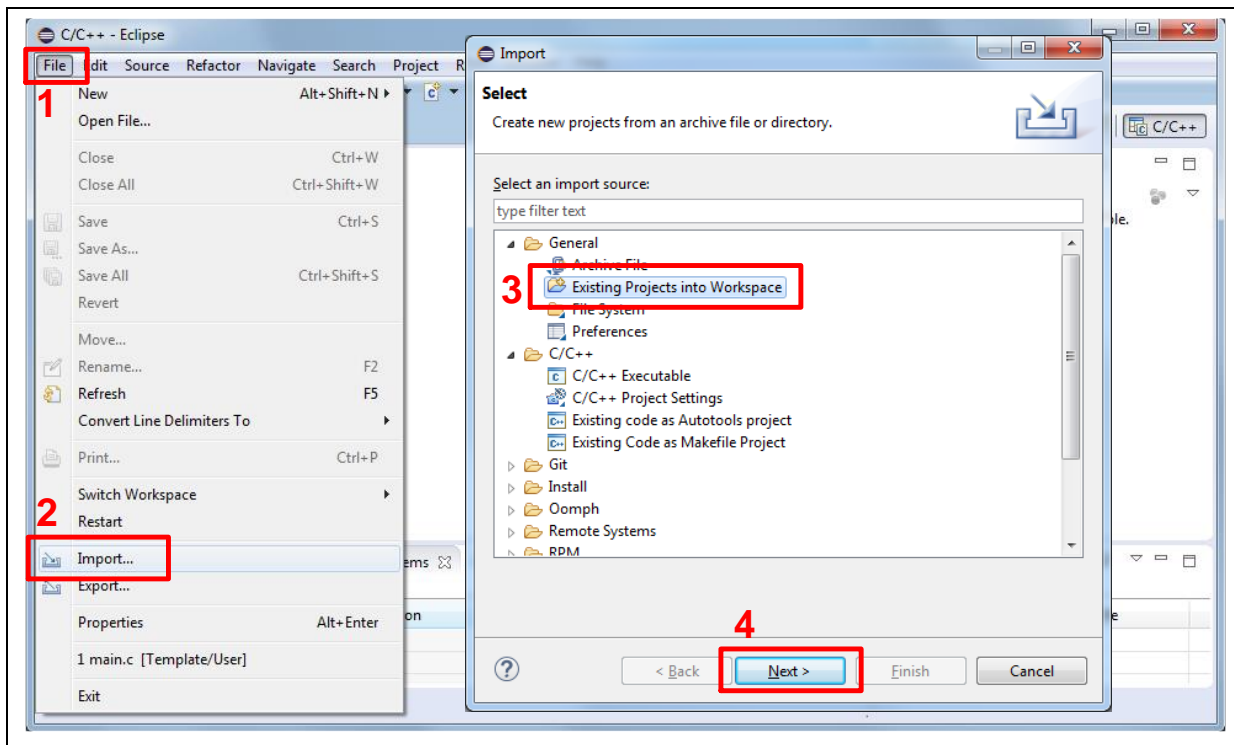 C/C++ - Eclipse
File Edit Source Refactor Navigate Search Project
1
New Alt+Shift+N
Open File...
Close Ctrl+W
Close All Ctrl+Shift+W
Save Ctrl+S
Save As...
Save All Ctrl+Shift+S
Revert
Move...
Rename... F2
Refresh F5
Convert Line Delimiters To
Print... Ctrl+P
Switch Workspace
2
Restart
Import...
Export...
Properties Alt+Enter
1 main.c [Template/User]
Exit
Import
Select
Create new projects from an archive file or directory.
Select an import source:
type filter text
General
Archive File
3
Existing Projects into Workspace
File System
Preferences
C/C++
C/C++ Executable
C/C++ Project Settings
Existing code as Autotools project
Existing Code as Makefile Project
Git
Install
Oomph
Remote Systems
RPM
4
< Back Next > Finish Cancel
C/C++